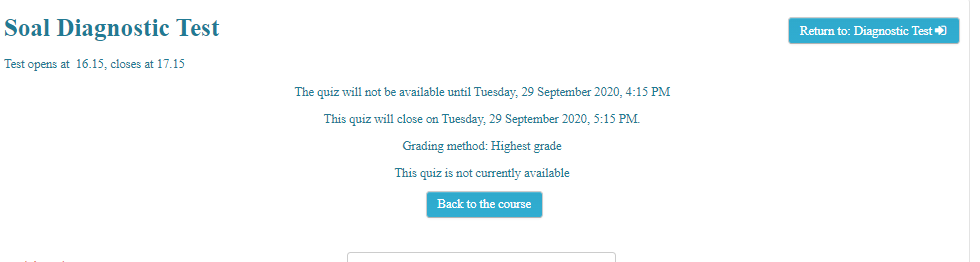 Soal Diagnostic Test
Return to: Diagnostic Test
Test opens at 16.15, closes at 17.15
The quiz will not be available until Tuesday, 29 September 2020, 4:15 PM
This quiz will close on Tuesday, 29 September 2020, 5:15 PM.
Grading method: Highest grade
This quiz is not currently available
Back to the course